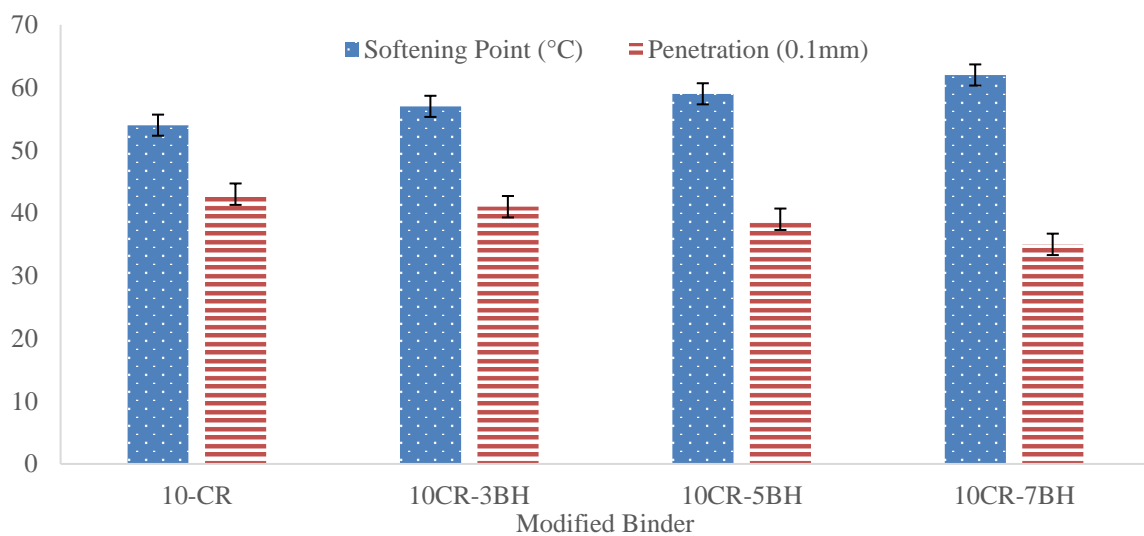 70
60
50
40
30
20
10
0
Softening Point (°C) Penetration (0.1mm)
10-CR 10CR-3BH 10CR-5BH 10CR-7BH
Modified Binder